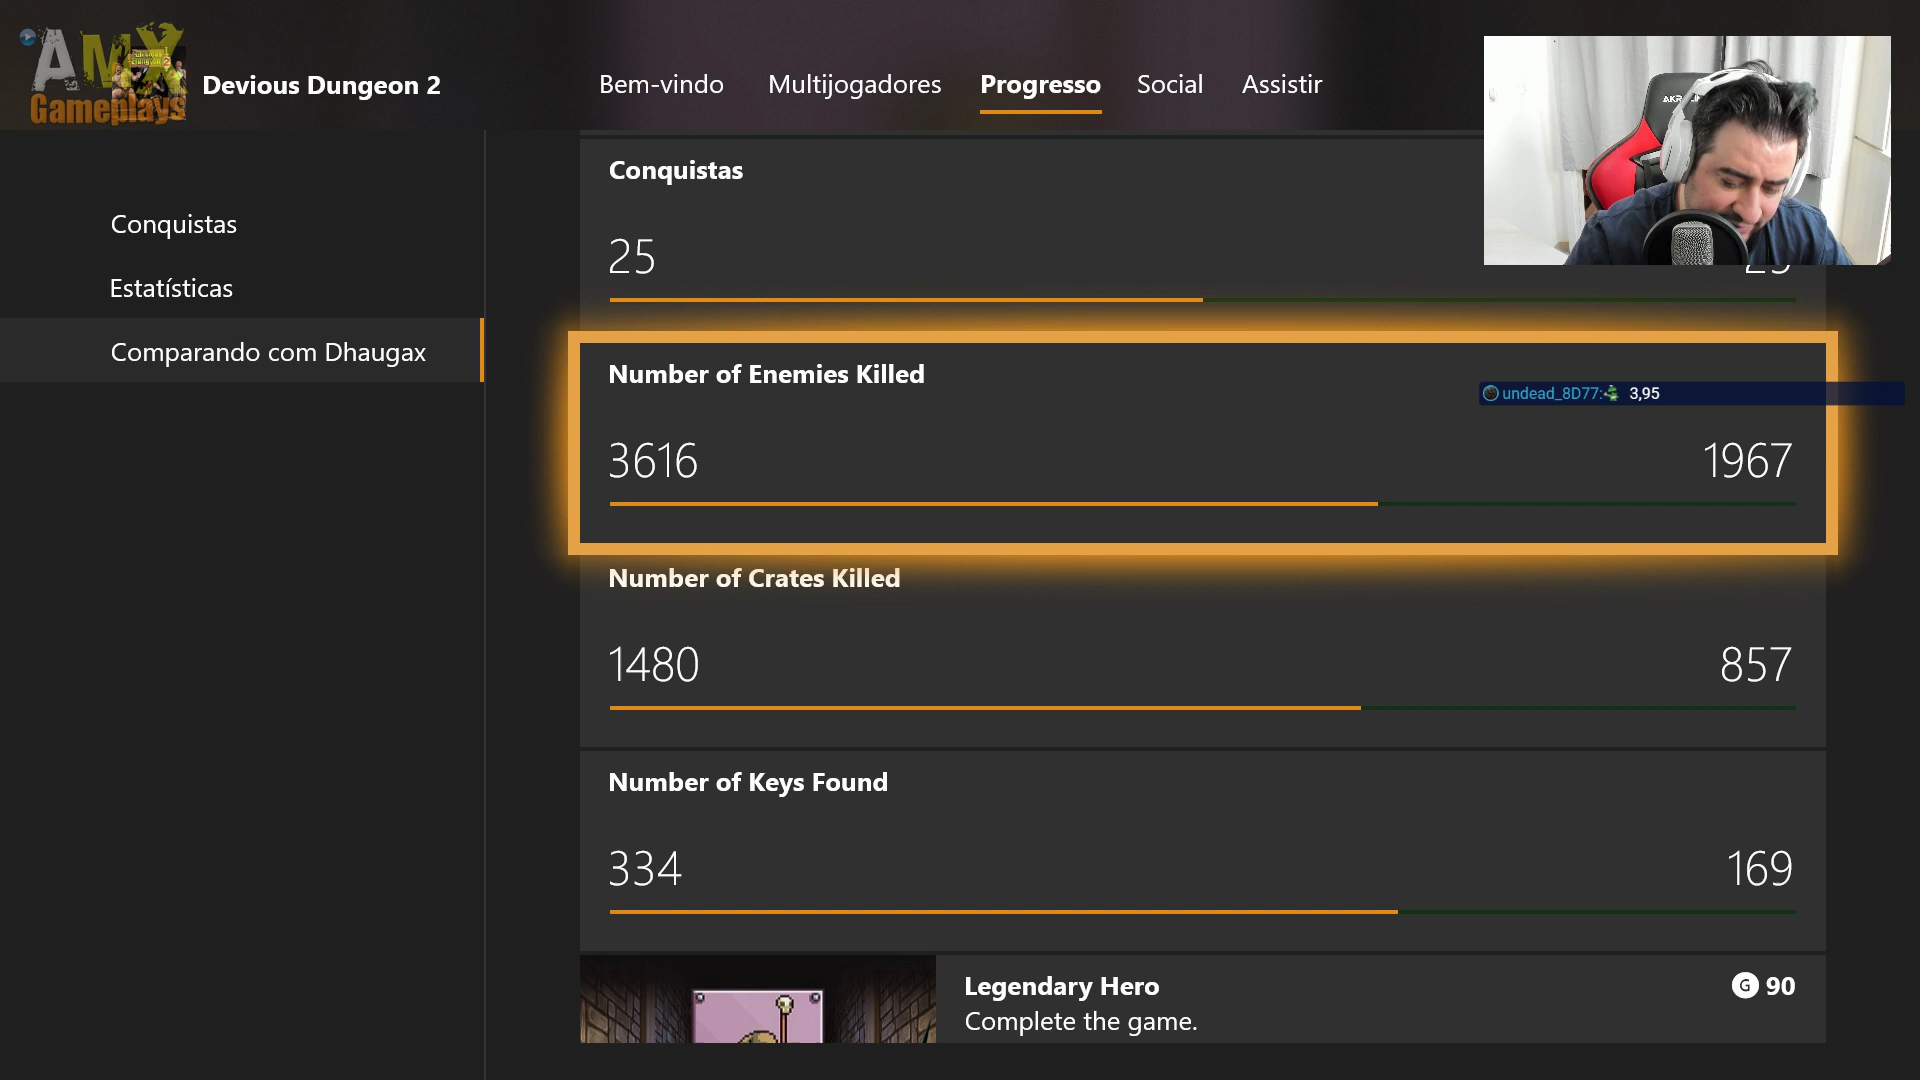 AMX
Gameplays
Devious Dungeon 2
Bem-vindo
Multijogadores
Progresso
Social
Assistir
Conquistas
Estatísticas
Comparando com Dhaugax
Conquistas
25
Number of Enemies Killed
undead_8D77: 3,95
3616
1967
Number of Crates Killed
1480
857
Number of Keys Found
334
169
Legendary Hero
G 90
Complete the game.